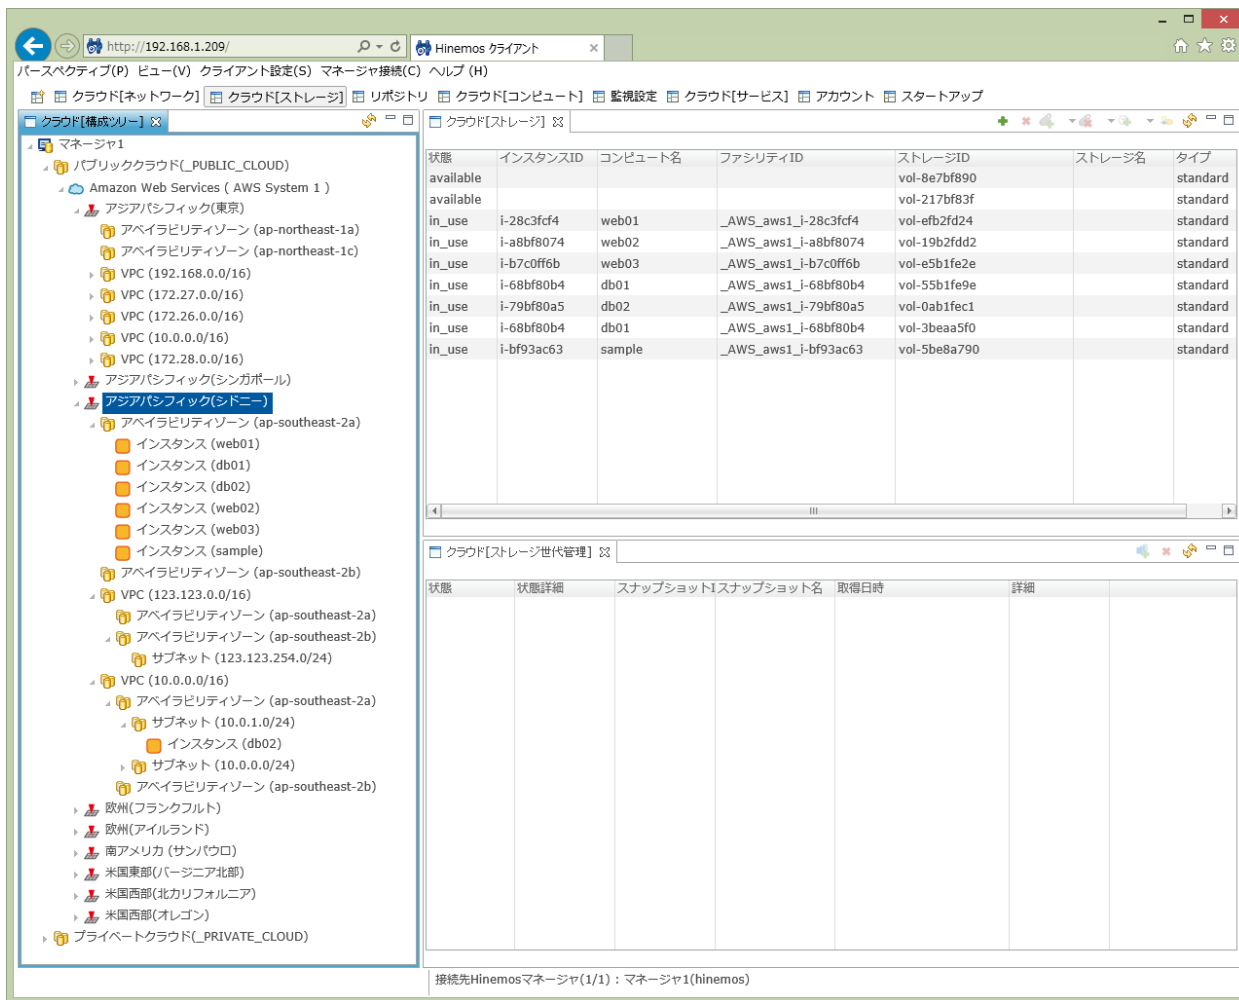 http://192.168.1.209/
Hinemos クライアント
パースペクティブ(P) ビュー(V) クライアント設定(S) マネージャ接続(C) ヘルプ (H)
クラウド[ネットワーク] クラウド[ストレージ] リポジトリ クラウド[コンピュート] 監視設定 クラウド[サービス] アカウント スタートアップ
クラウド[構成ツリー]
マネージャ1
パブリッククラウド(_PUBLIC_CLOUD)
Amazon Web Services ( AWS System 1 )
アジアパシフィック(東京)
アベイラビリティゾーン (ap-northeast-1a)
アベイラビリティゾーン (ap-northeast-1c)
VPC (192.168.0.0/16)
VPC (172.27.0.0/16)
VPC (172.26.0.0/16)
VPC (10.0.0.0/16)
VPC (172.28.0.0/16)
アジアパシフィック(シンガポール)
アジアパシフィック(シドニー)
アベイラビリティゾーン (ap-southeast-2a)
インスタンス (web01)
インスタンス (db01)
インスタンス (db02)
インスタンス (web02)
インスタンス (web03)
インスタンス (sample)
アベイラビリティゾーン (ap-southeast-2b)
VPC (123.123.0.0/16)
アベイラビリティゾーン (ap-southeast-2a)
アベイラビリティゾーン (ap-southeast-2b)
サブネット (123.123.254.0/24)
VPC (10.0.0.0/16)
アベイラビリティゾーン (ap-southeast-2a)
サブネット (10.0.1.0/24)
インスタンス (db02)
サブネット (10.0.0.0/24)
アベイラビリティゾーン (ap-southeast-2b)
欧州(フランクフルト)
欧州(アイルランド)
南アメリカ (サンパウロ)
米国東部(バージニア北部)
米国西部(北カリフォルニア)
米国西部(オレゴン)
プライベートクラウド(_PRIVATE_CLOUD)
クラウド[ストレージ]
状態 インスタンスID コンピュート名 ファシリティID ストレージID ストレージ名 タイプ
available vol-8e7bf890 standard
available vol-217bf83f standard
in_use i-28c3fcf4 web01 _AWS_aws1_i-28c3fcf4 vol-efb2fd24 standard
in_use i-a8bf8074 web02 _AWS_aws1_i-a8bf8074 vol-19b2fdd2 standard
in_use i-b7c0ff6b web03 _AWS_aws1_i-b7c0ff6b vol-e5b1fe2e standard
in_use i-68bf80b4 db01 _AWS_aws1_i-68bf80b4 vol-55b1fe9e standard
in_use i-79bf80a5 db02 _AWS_aws1_i-79bf80a5 vol-0ab1fec1 standard
in_use i-68bf80b4 db01 _AWS_aws1_i-68bf80b4 vol-3beaa5f0 standard
in_use i-bf93ac63 sample _AWS_aws1_i-bf93ac63 vol-5be8a790 standard
クラウド[ストレージ世代管理]
状態 状態詳細 スナップショットI スナップショット名 取得日時 詳細
接続先Hinemosマネージャ(1/1) : マネージャ1(hinemos)